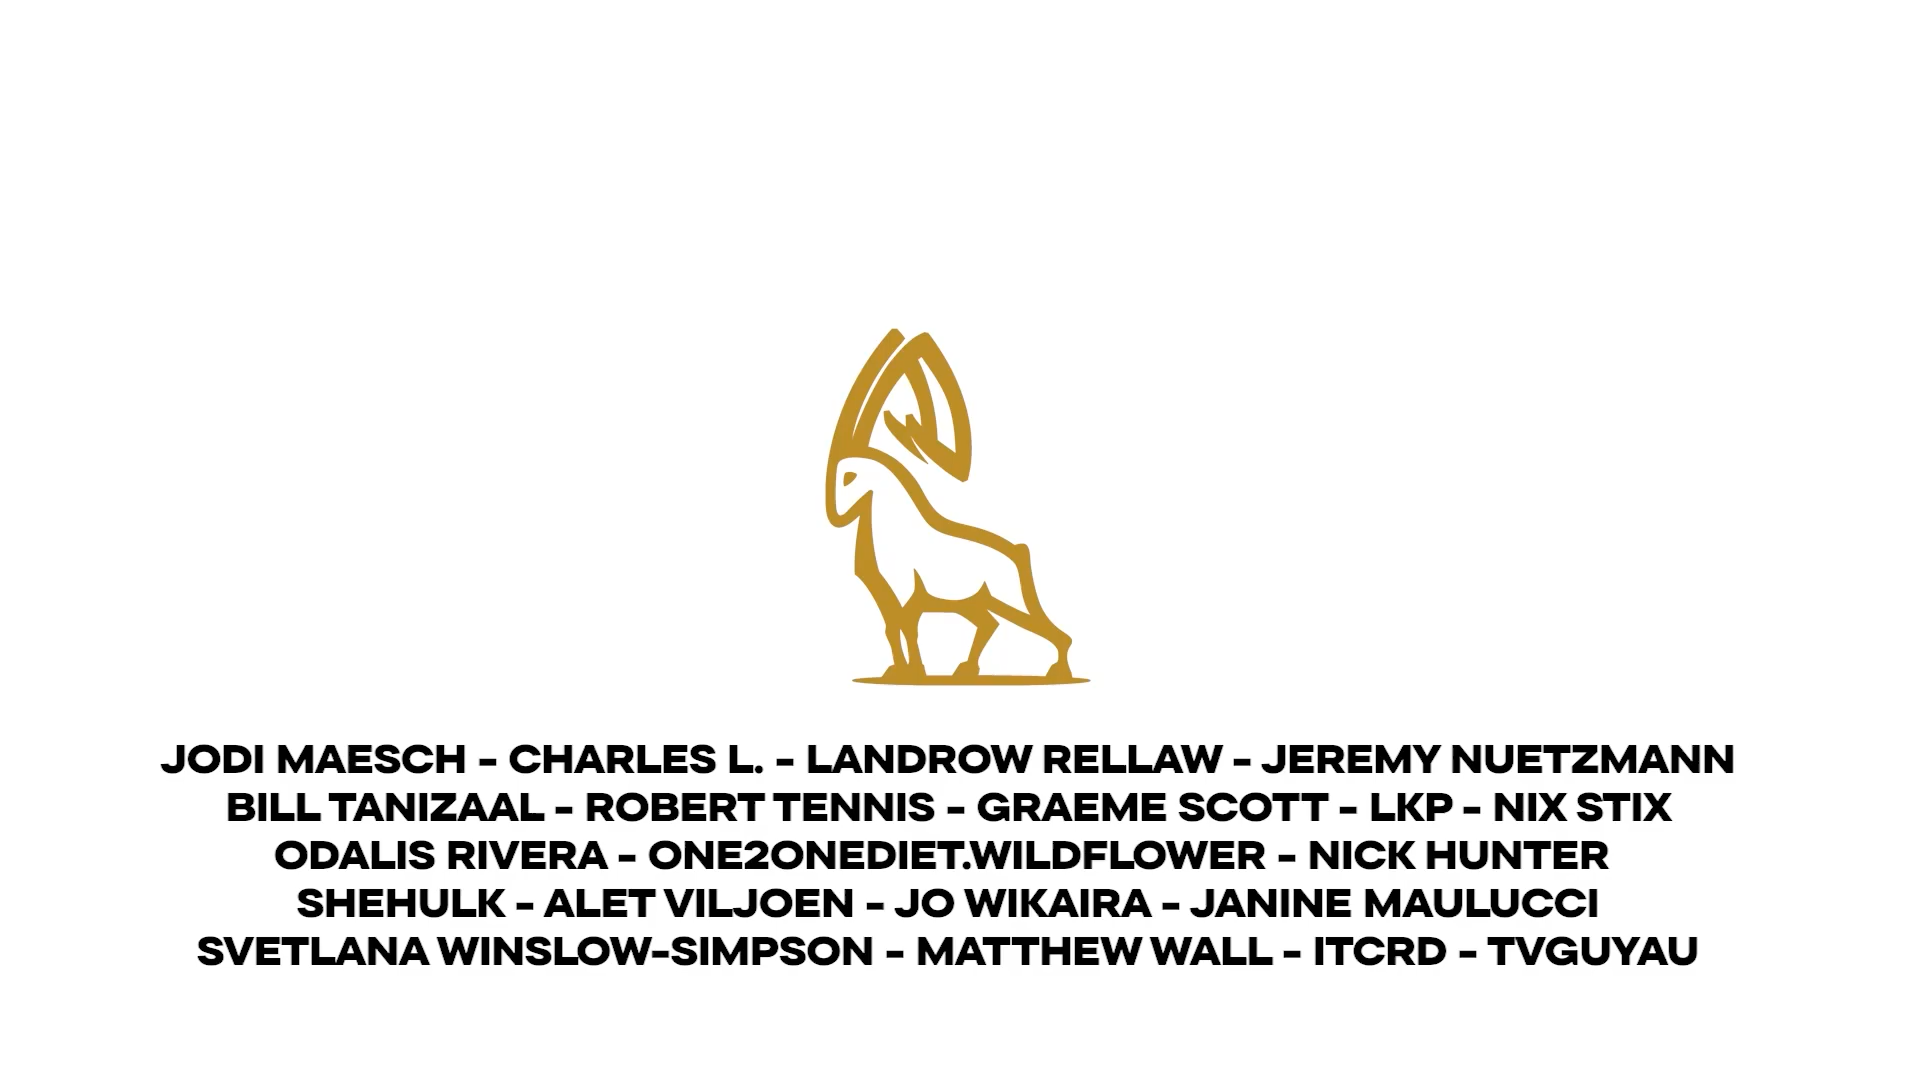 JODI MAESCH - CHARLES L. - LANDROW RELLAW - JEREMY NUETZMANN
BILL TANIZAAL - ROBERT TENNIS - GRAEME SCOTT - LKP - NIX STIX
ODALIS RIVERA - ONE2ONEDIET.WILDFLOWER - NICK HUNTER
SHEHULK - ALET VILJOEN - JO WIKAIRA - JANINE MAULUCCI
SVETLANA WINSLOW-SIMPSON - MATTHEW WALL - ITCRD - TVGUYAU